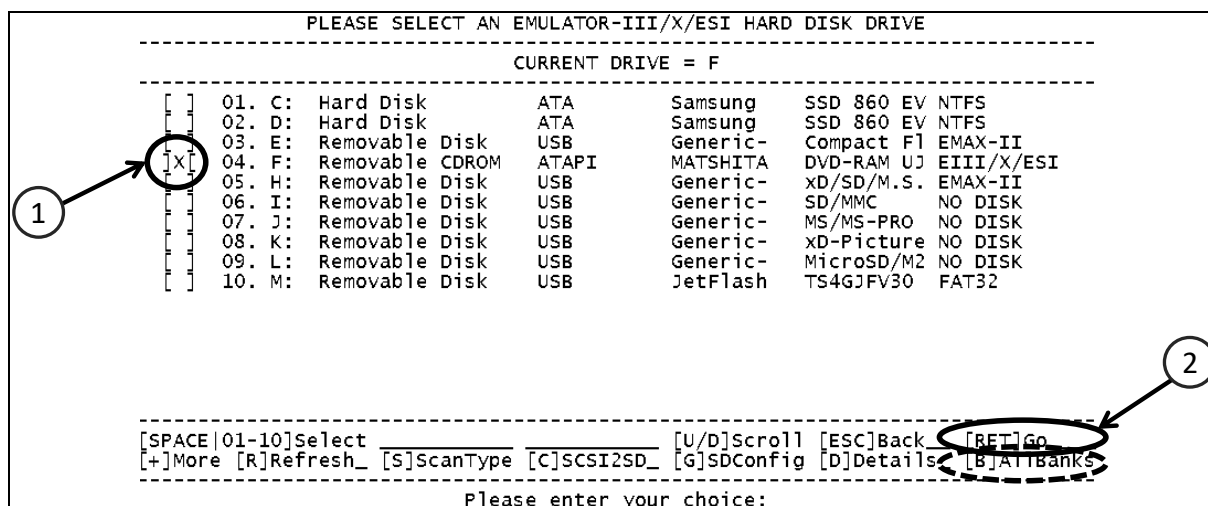 PLEASE SELECT AN EMULATOR-III/X/ESI HARD DISK DRIVE
--------------------------------------------------------------------------------
CURRENT DRIVE = F
--------------------------------------------------------------------------------
[ ] 01. C: Hard Disk ATA Samsung SSD 860 EV NTFS
[ ] 02. D: Hard Disk ATA Samsung SSD 860 EV NTFS
[ ] 03. E: Removable Disk USB Generic- Compact Fl EMAX-II
]X[ 04. F: Removable CDROM ATAPI MATSHITA DVD-RAM UJ EIII/X/ESI
[ ] 05. H: Removable Disk USB Generic- xD/SD/M.S. EMAX-II
[ ] 06. I: Removable Disk USB Generic- SD/MMC NO DISK
[ ] 07. J: Removable Disk USB Generic- MS/MS-PRO NO DISK
[ ] 08. K: Removable Disk USB Generic- xD-Picture NO DISK
[ ] 09. L: Removable Disk USB Generic- MicroSD/M2 NO DISK
[ ] 10. M: Removable Disk USB JetFlash TS4GJFV30 FAT32
1
2
--------------------------------------------------------------------------------
[SPACE|01-10]Select ___________ ___________ [U/D]Scroll [ESC]Back_ [RET]Go
[+]More [R]Refresh_ [S]ScanType [C]SCSI2SD_ [G]SDConfig [D]Details_ [B]AllBanks
--------------------------------------------------------------------------------
Please enter your choice: